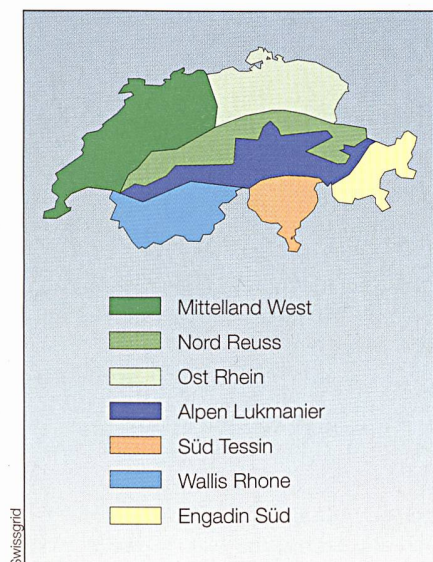 Mittelland West
Nord Reuss
Ost Rhein
Alpen Lukmanier
Süd Tessin
Wallis Rhone
Engadin Süd
Swissgrid